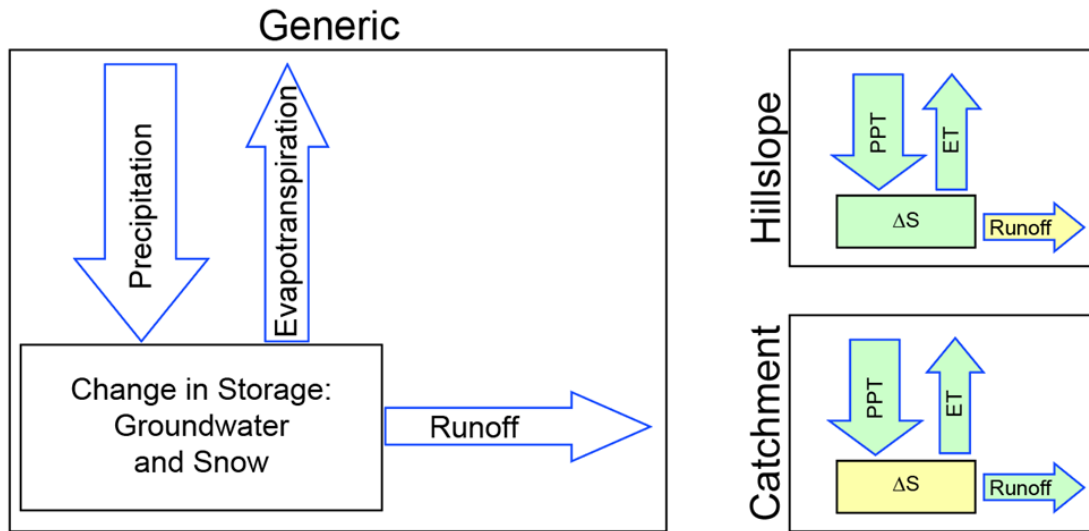 Generic
Precipitation
Evapotranspiration
Change in Storage:
Groundwater
and Snow
Runoff
Hillslope
PPT
ET
ΔS
Runoff
Catchment
PPT
ET
ΔS
Runoff